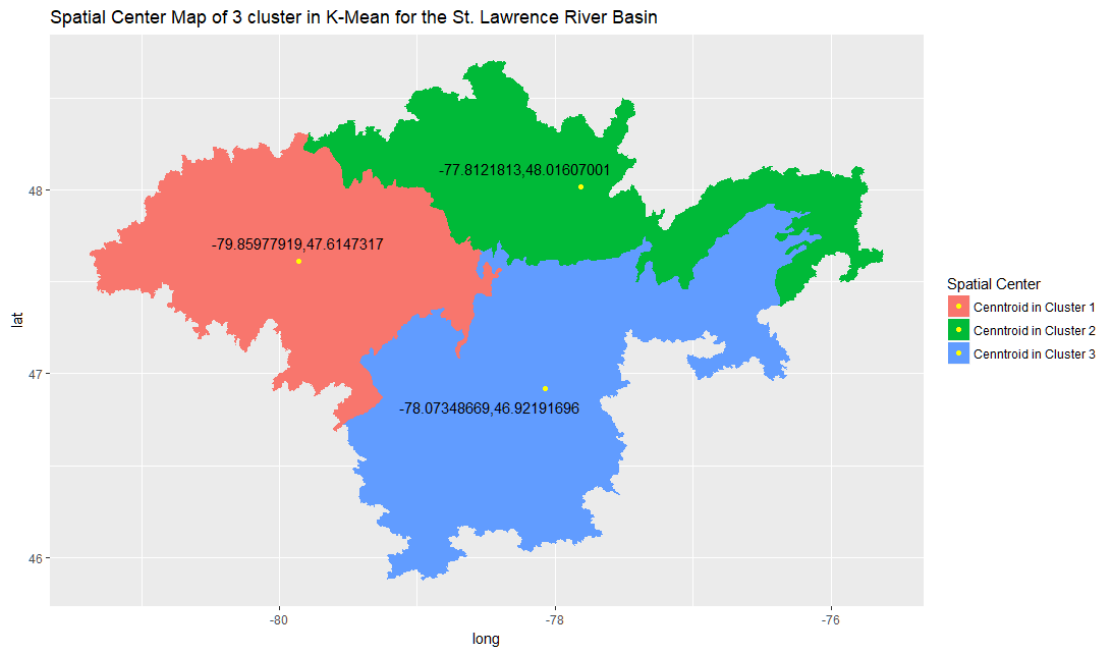 Spatial Center Map of 3 cluster in K-Mean for the St. Lawrence River Basin
lat
48
47
46
-77.8121813,48.01607001
-79.85977919,47.6147317
-78.07348669,46.92191696
-80
-78
-76
long
Spatial Center
Cenntroid in Cluster 1
Cenntroid in Cluster 2
Cenntroid in Cluster 3